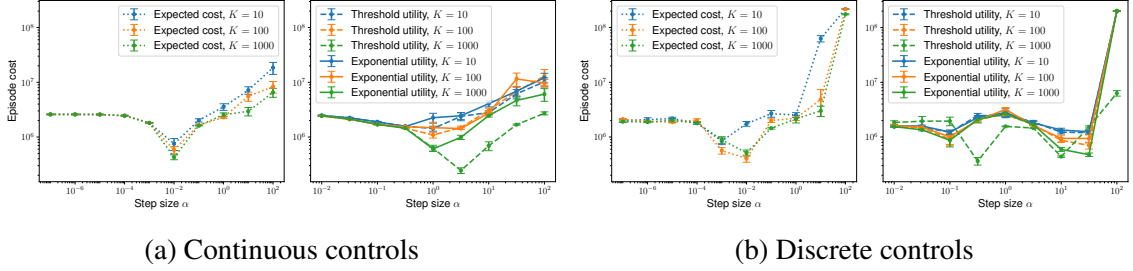 Expected cost, K = 10
Expected cost, K = 100
Expected cost, K = 1000
Episode cost
10^8
10^7
10^6
10^−6
10^−4
10^−2
10^0
10^2
Step size α
Threshold utility, K = 10
Threshold utility, K = 100
Threshold utility, K = 1000
Exponential utility, K = 10
Exponential utility, K = 100
Exponential utility, K = 1000
10^−2
10^−1
10^0
10^1
10^2
Step size α
(a) Continuous controls
Expected cost, K = 10
Expected cost, K = 100
Expected cost, K = 1000
Episode cost
10^8
10^7
10^6
10^−6
10^−4
10^−2
10^0
10^2
Step size α
Threshold utility, K = 10
Threshold utility, K = 100
Threshold utility, K = 1000
Exponential utility, K = 10
Exponential utility, K = 100
Exponential utility, K = 1000
10^−2
10^−1
10^0
10^1
10^2
Step size α
(b) Discrete controls